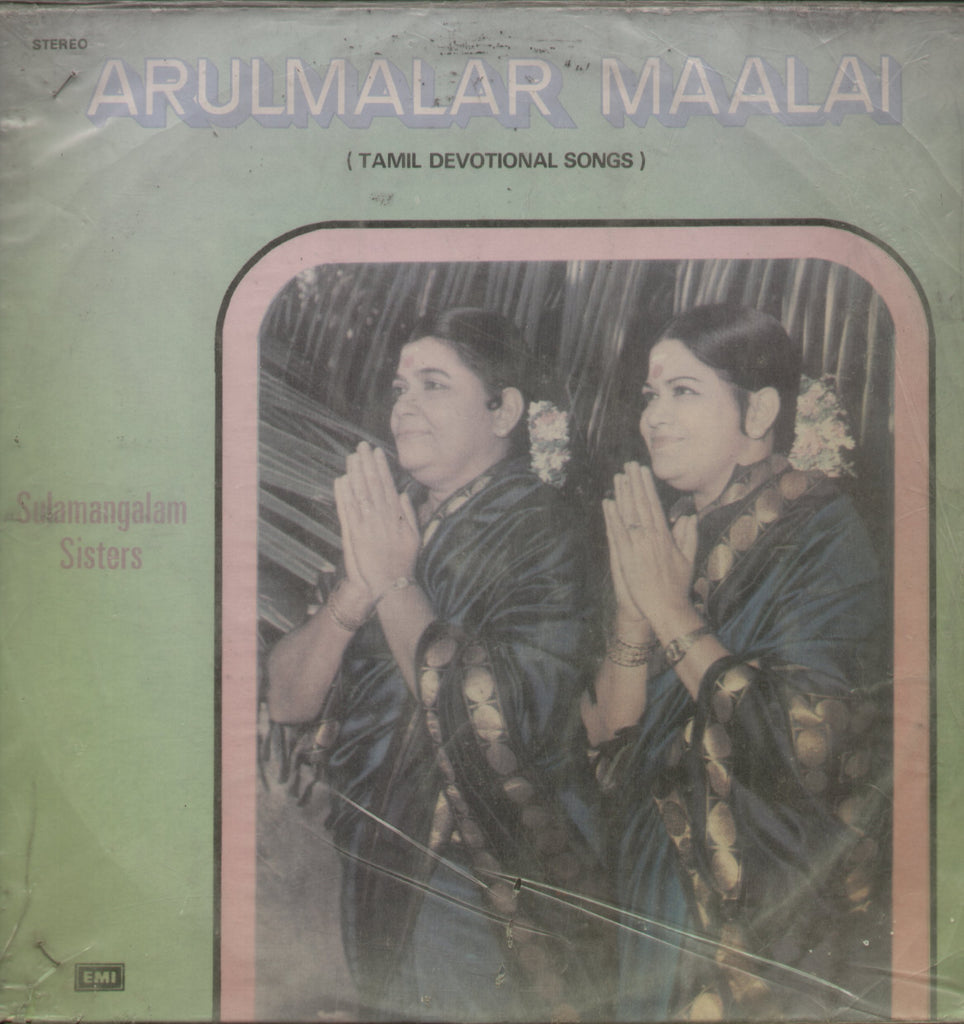 STEREO
ARULMALAR MAALAI
( TAMIL DEVOTIONAL SONGS )
Sulamangalam
Sisters
EMI